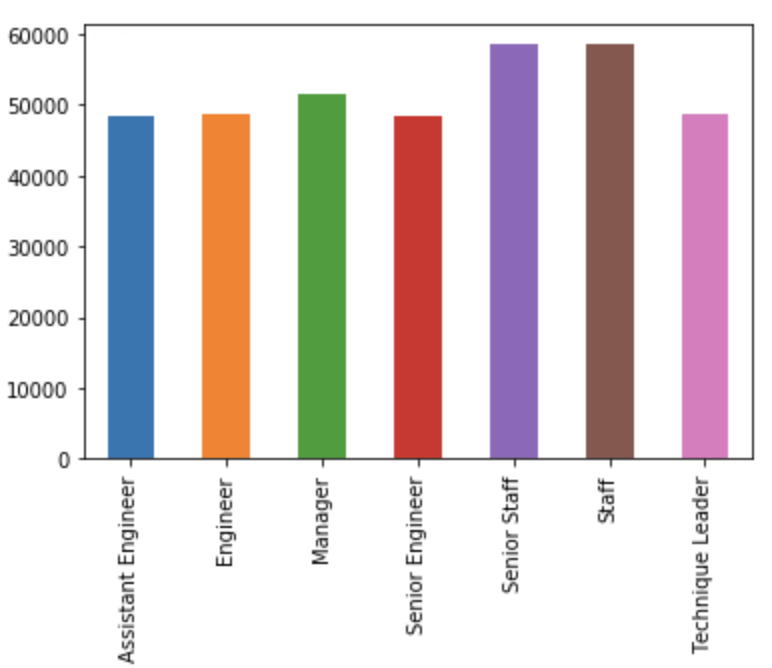 60000
50000
40000
30000
20000
10000
0
Assistant Engineer
Engineer
Manager
Senior Engineer
Senior Staff
Staff
Technique Leader